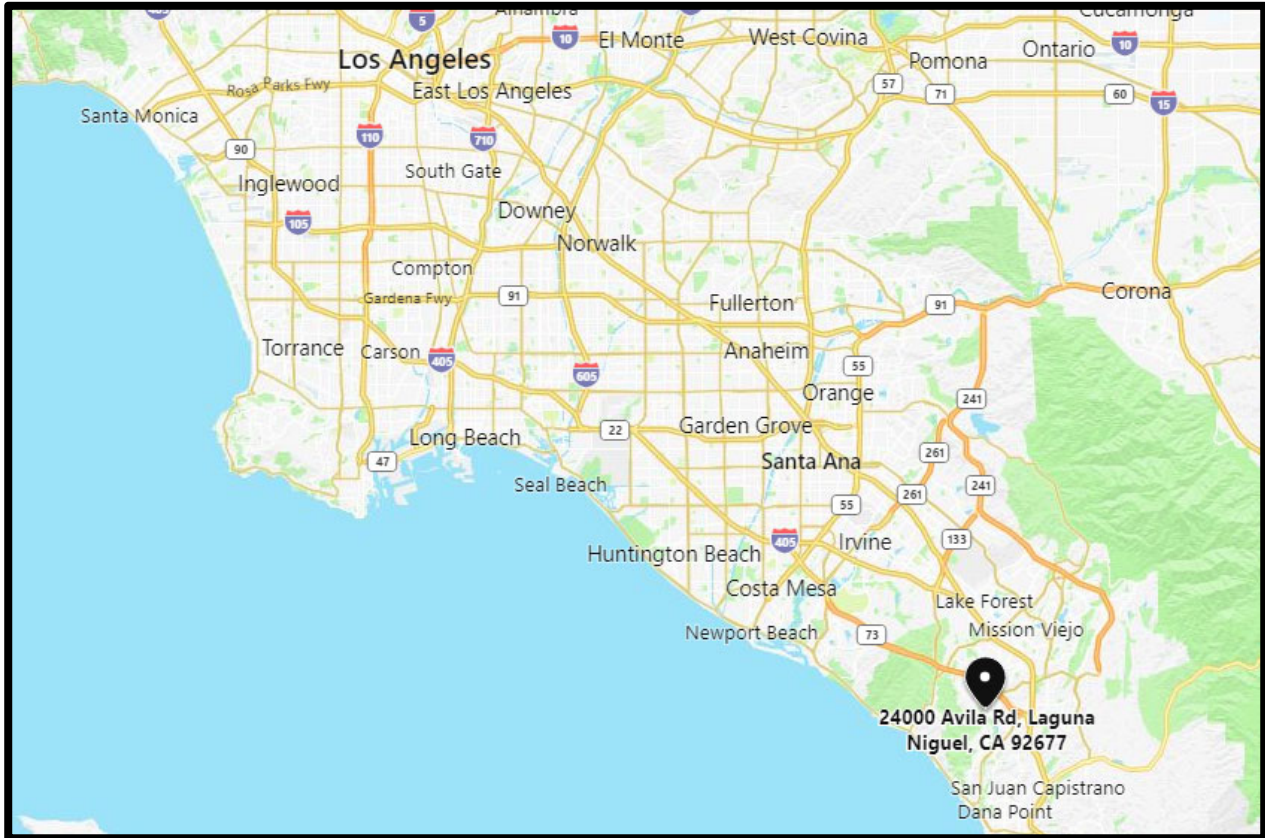 5
10
El Monte
West Covina
Ontario
10
Los Angeles
Pomona
Rosa Parks Fwy
East Los Angeles
57
71
60
15
Santa Monica
110
710
90
South Gate
Inglewood
105
Downey
Norwalk
Compton
Gardena Fwy
91
Fullerton
91
Corona
Torrance
Carson
405
605
Anaheim
55
Orange
241
22
Garden Grove
Long Beach
47
Santa Ana
261
Seal Beach
261
241
55
Huntington Beach
405
Irvine
133
Costa Mesa
Lake Forest
Newport Beach
73
Mission Viejo
24000 Avila Rd, Laguna
Niguel, CA 92677
San Juan Capistrano
Dana Point